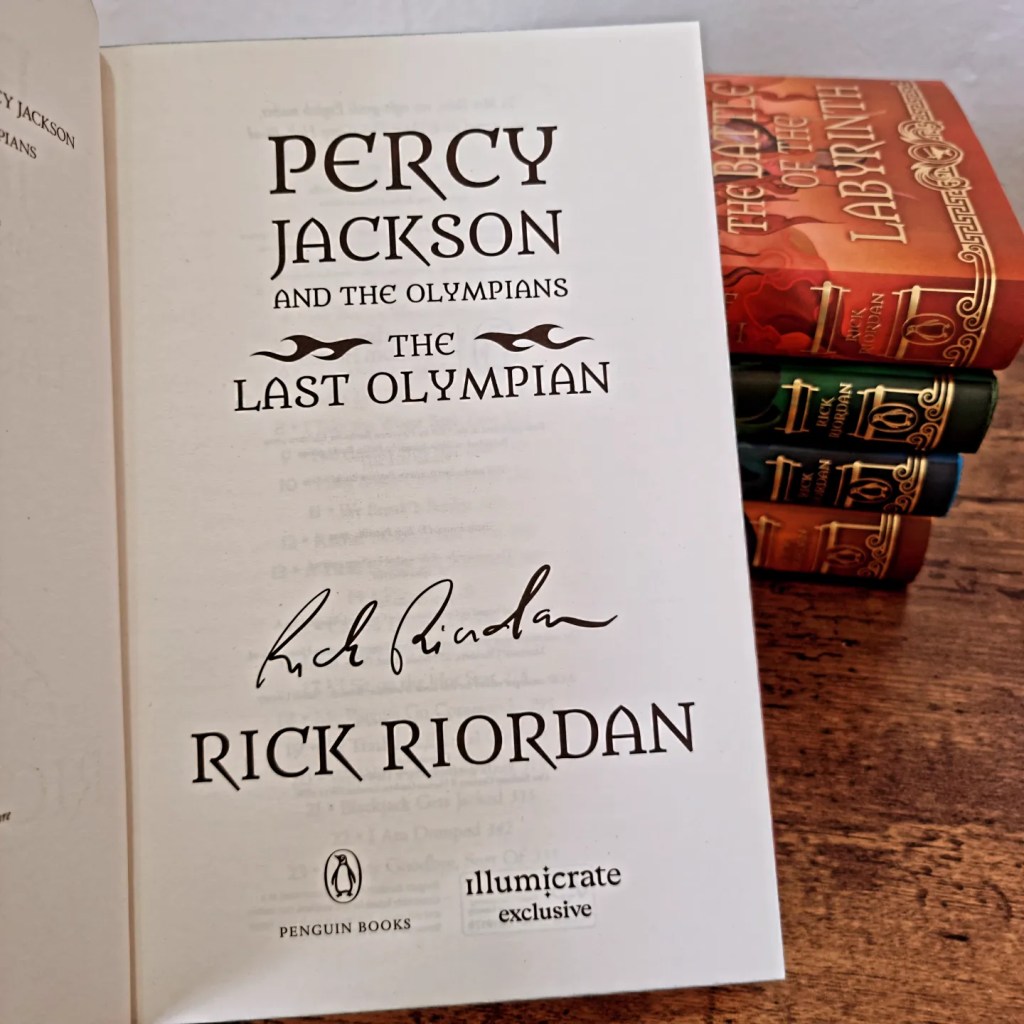 CY JACKSON
PIANS
PERCY
JACKSON
AND THE OLYMPIANS
THE
LAST OLYMPIAN
Rick Riordan
RICK RIORDAN
PENGUIN BOOKS
illumicrate
exclusive
THE BATTLE
OF THE
LABYRINTH
RICK
RIORDAN
RICK
RIORDAN
RICK
RIORDAN